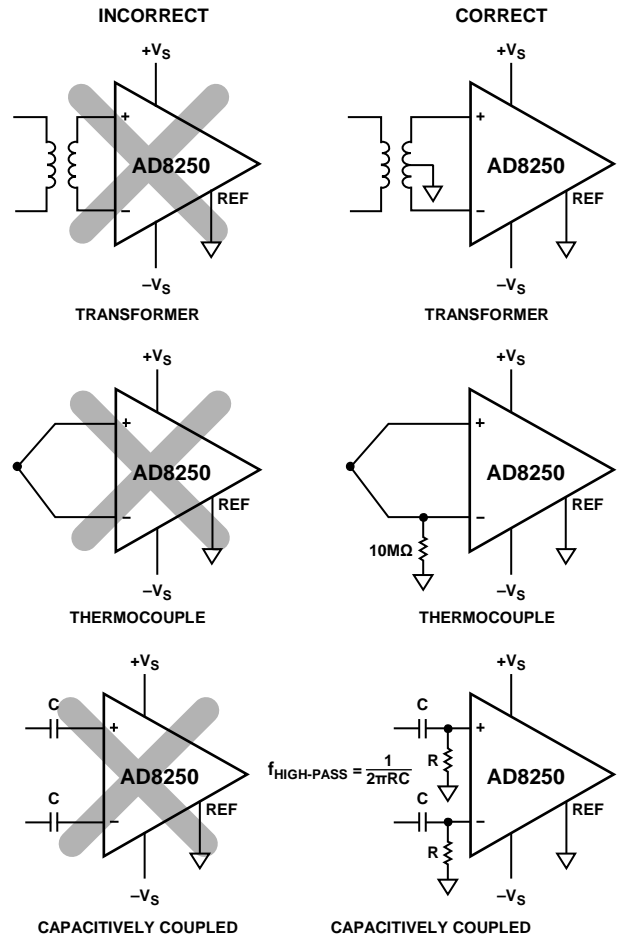 INCORRECT
CORRECT
+VS
+
AD8250
−
REF
−VS
TRANSFORMER
+VS
+
AD8250
−
REF
−VS
TRANSFORMER
+VS
+
AD8250
−
REF
−VS
THERMOCOUPLE
+VS
+
AD8250
−
REF
10MΩ
−VS
THERMOCOUPLE
+VS
C
+
AD8250
C
−
REF
−VS
CAPACITIVELY COUPLED
+VS
C
+
R
fHIGH-PASS = 1/2πRC
AD8250
C
−
R
REF
−VS
CAPACITIVELY COUPLED